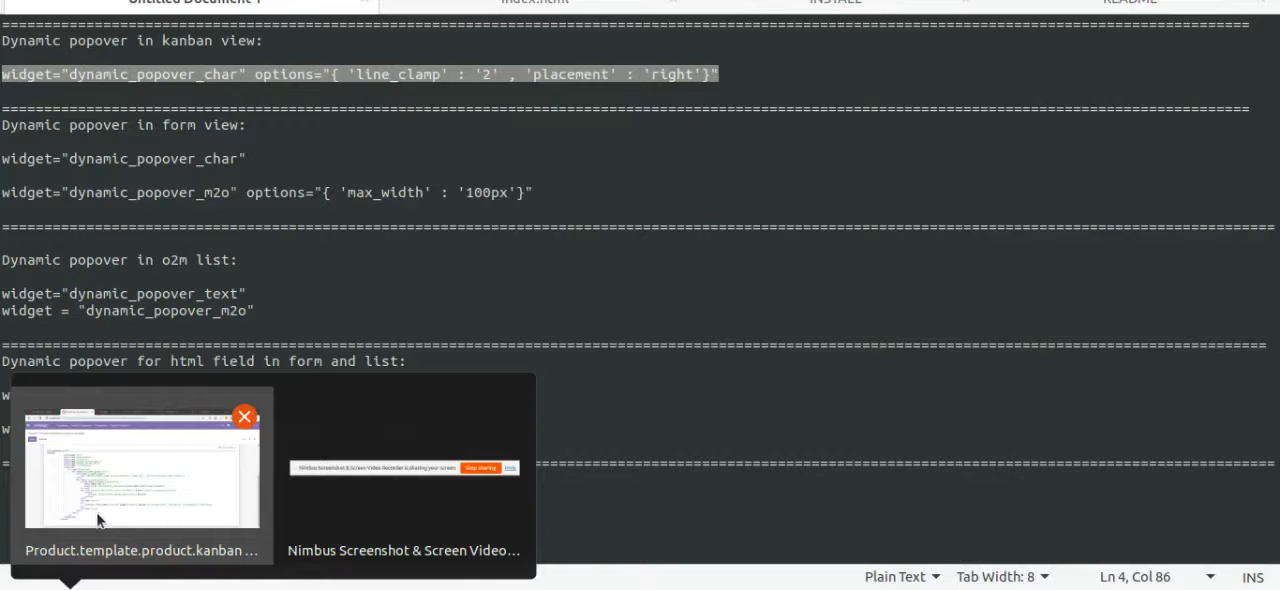 Untitled Document 1
index.html
INSTALL
README
================================================================================
Dynamic popover in kanban view:
widget="dynamic_popover_char" options="{ 'line_clamp' : '2' , 'placement' : 'right'}"
================================================================================
Dynamic popover in form view:
widget="dynamic_popover_char"
widget="dynamic_popover_m2o" options="{ 'max_width' : '100px'}"
================================================================================
Dynamic popover in o2m list:
widget="dynamic_popover_text"
widget = "dynamic_popover_m2o"
================================================================================
Dynamic popover for html field in form and list:
w
w
Nimbus Screenshot & Screen Video Recorder is sharing your screen
Stop sharing
Hide
Product.template.product.kanban ...
Nimbus Screenshot & Screen Video...
Plain Text
Tab Width: 8
Ln 4, Col 86
INS